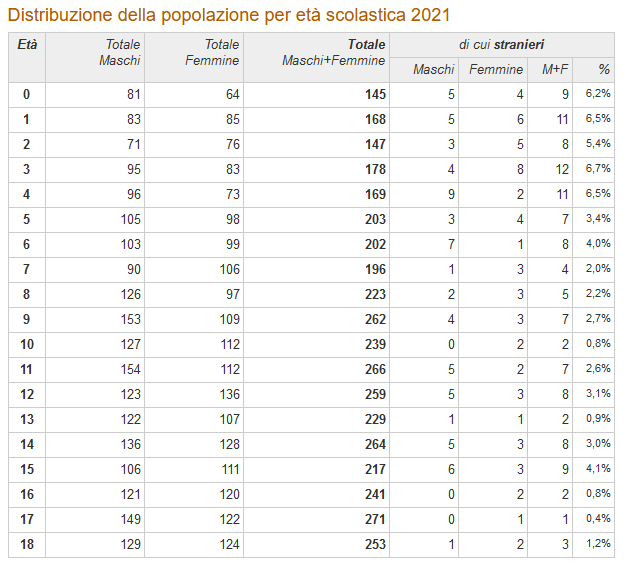 Distribuzione della popolazione per età scolastica 2021
Età Totale Maschi Totale Femmine Totale Maschi+Femmine di cui stranieri
Maschi Femmine M+F %
0 81 64 145 5 4 9 6,2%
1 83 85 168 5 6 11 6,5%
2 71 76 147 3 5 8 5,4%
3 95 83 178 4 8 12 6,7%
4 96 73 169 9 2 11 6,5%
5 105 98 203 3 4 7 3,4%
6 103 99 202 7 1 8 4,0%
7 90 106 196 1 3 4 2,0%
8 126 97 223 2 3 5 2,2%
9 153 109 262 4 3 7 2,7%
10 127 112 239 0 2 2 0,8%
11 154 112 266 5 2 7 2,6%
12 123 136 259 5 3 8 3,1%
13 122 107 229 1 1 2 0,9%
14 136 128 264 5 3 8 3,0%
15 106 111 217 6 3 9 4,1%
16 121 120 241 0 2 2 0,8%
17 149 122 271 0 1 1 0,4%
18 129 124 253 1 2 3 1,2%